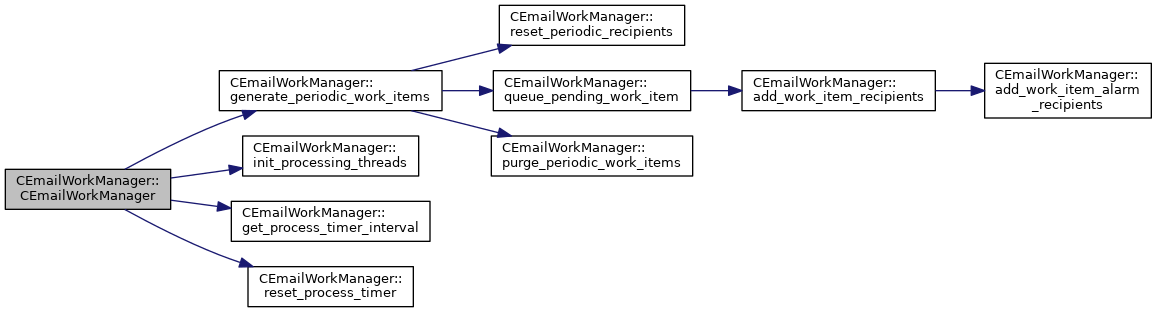 CEmailWorkManager::
reset_periodic_recipients
CEmailWorkManager::
generate_periodic_work_items
CEmailWorkManager::
queue_pending_work_item
CEmailWorkManager::
add_work_item_recipients
CEmailWorkManager::
add_work_item_alarm
_recipients
CEmailWorkManager::
init_processing_threads
CEmailWorkManager::
purge_periodic_work_items
CEmailWorkManager::
CEmailWorkManager
CEmailWorkManager::
get_process_timer_interval
CEmailWorkManager::
reset_process_timer